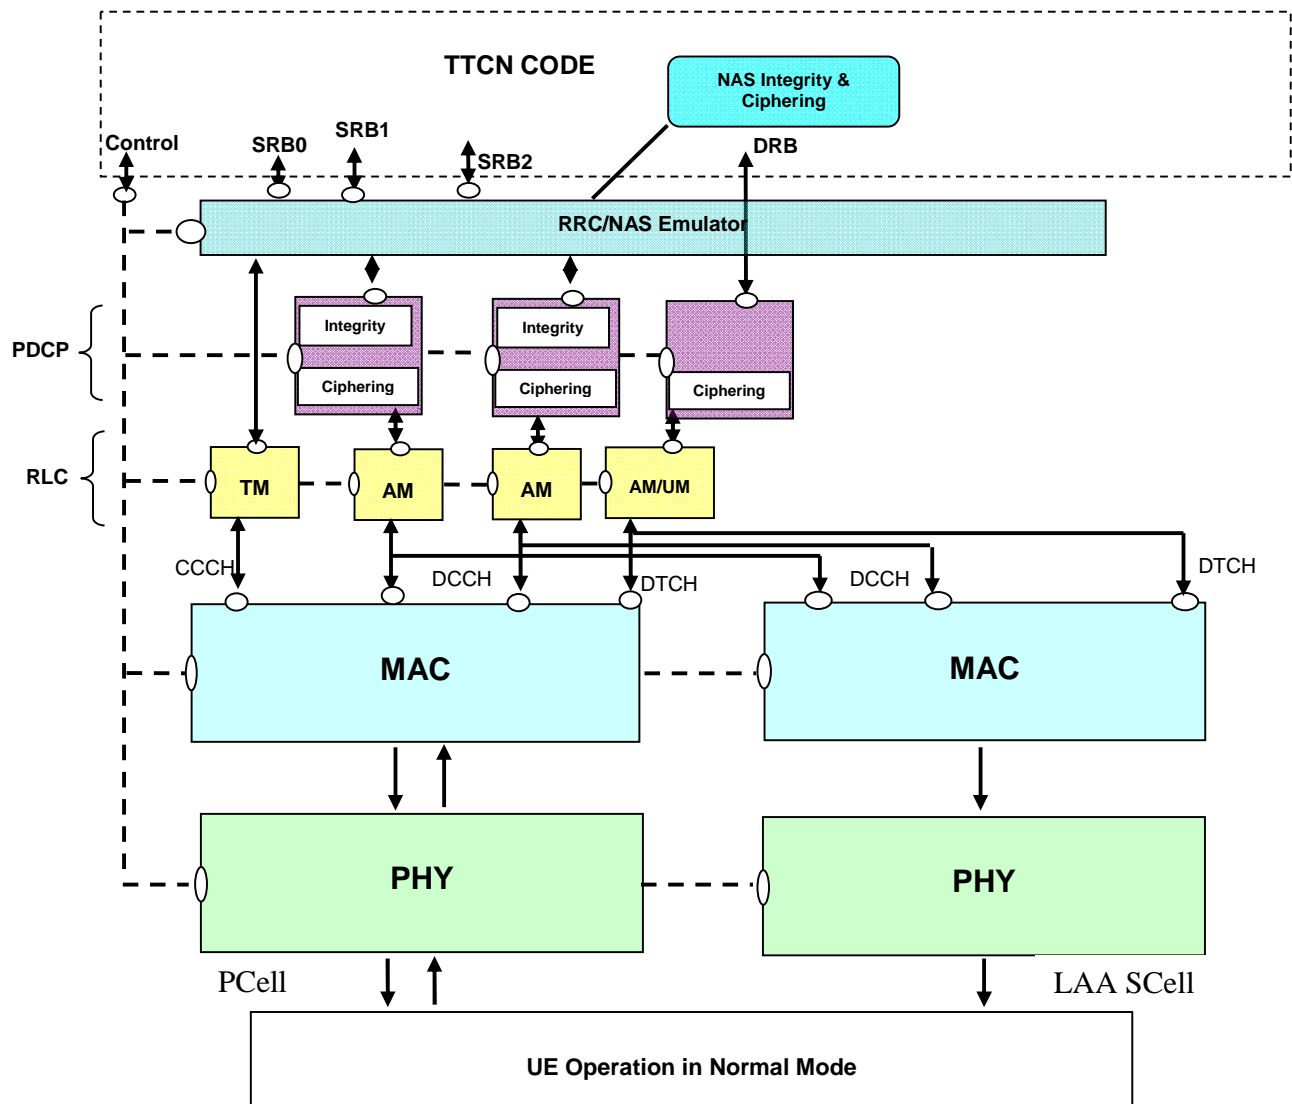 TTCN CODE
NAS Integrity &
Ciphering
Control
SRB0
SRB1
SRB2
DRB
RRC/NAS Emulator
PDCP
Integrity
Ciphering
Integrity
Ciphering
Ciphering
RLC
TM
AM
AM
AM/UM
CCCH
DCCH
DTCH
DCCH
DTCH
MAC
MAC
PHY
PHY
PCell
LAA SCell
UE Operation in Normal Mode